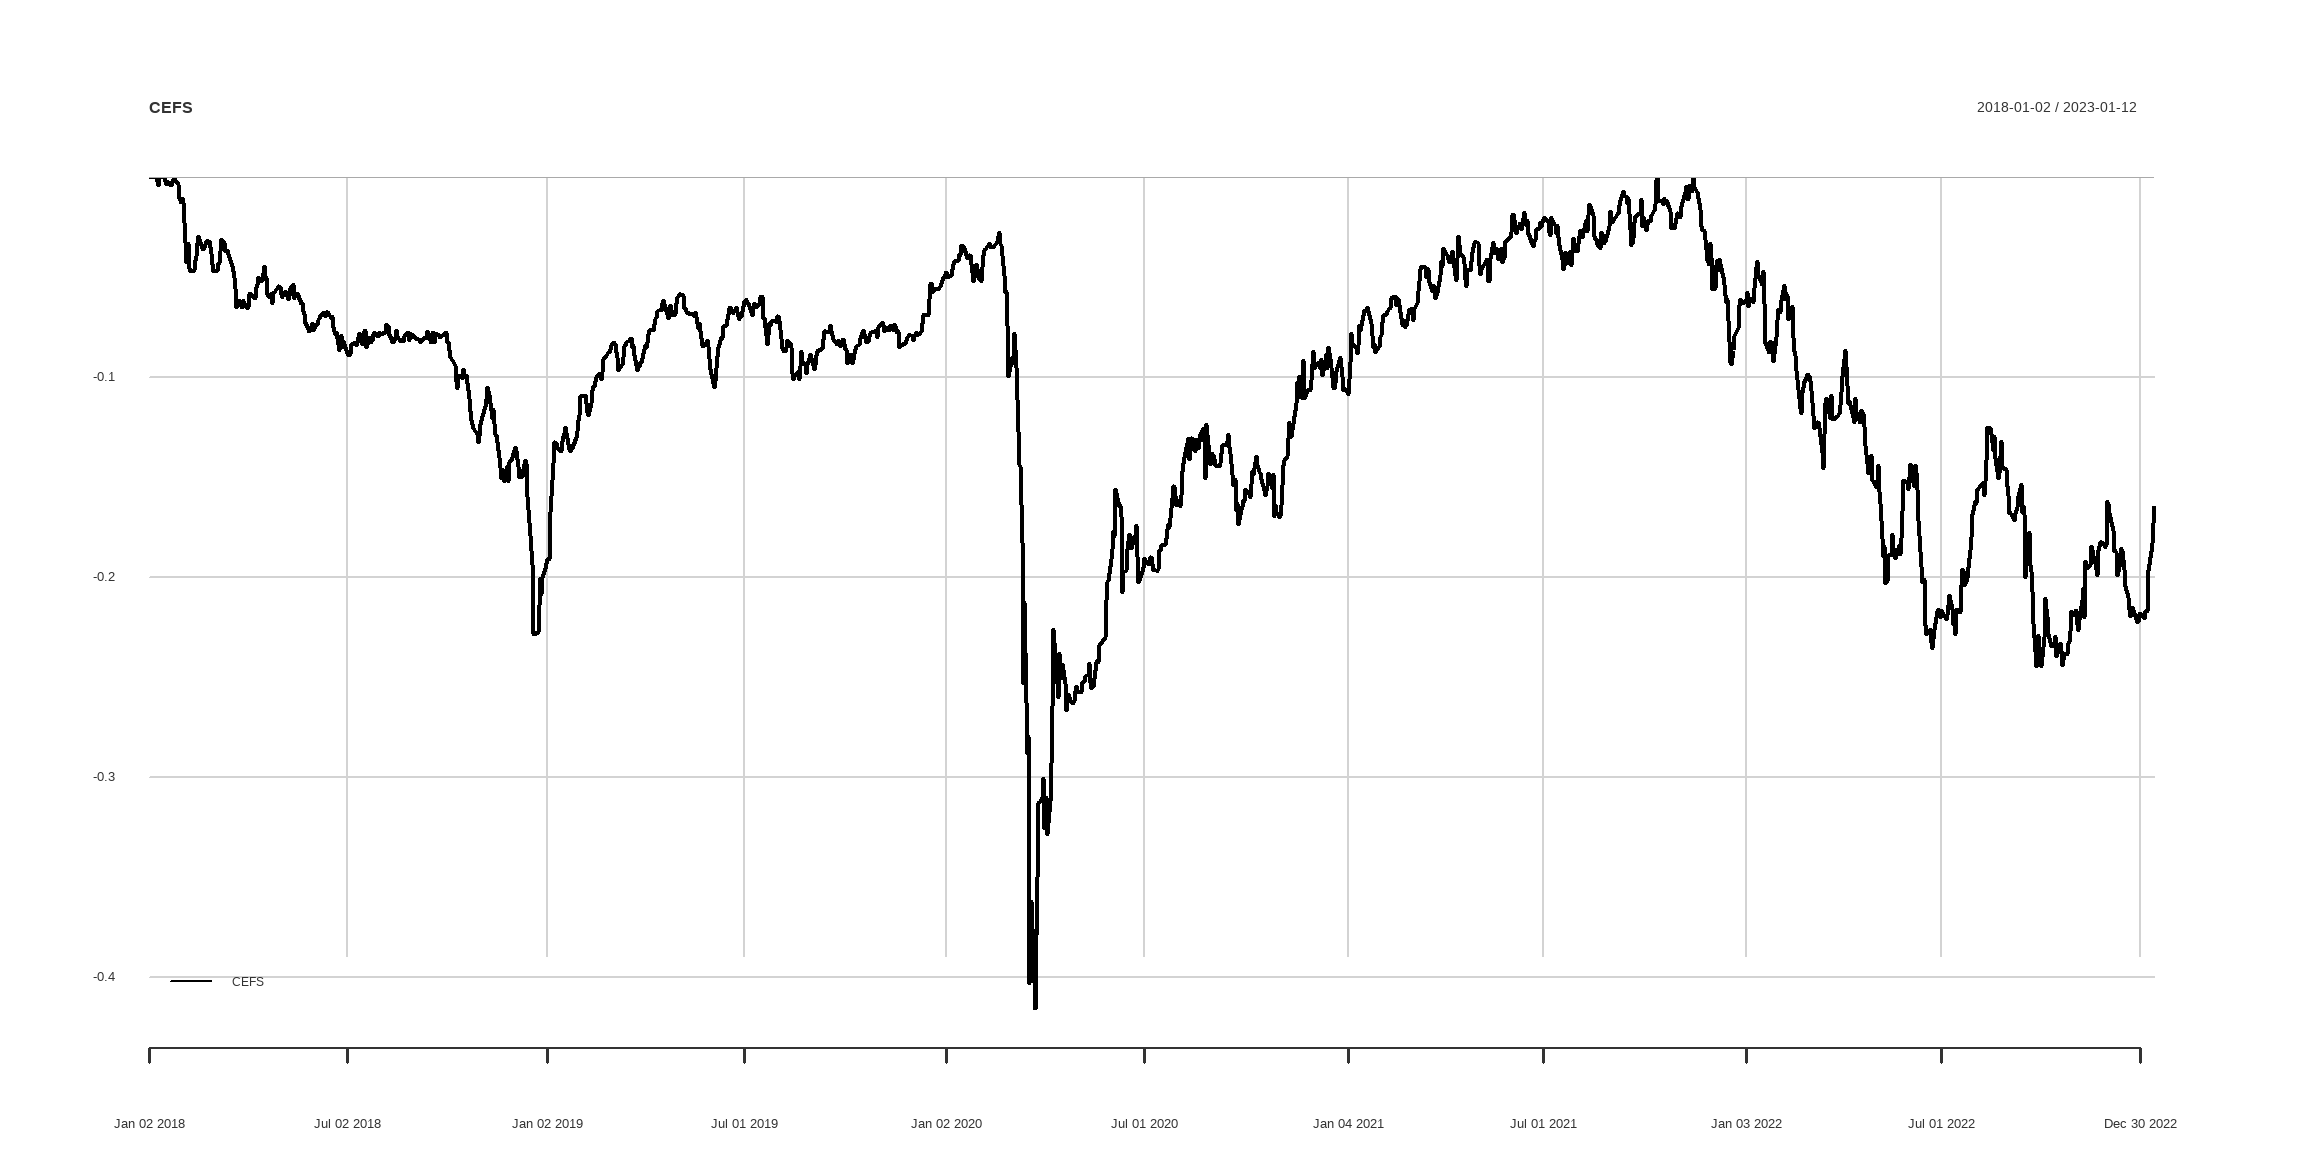 CEFS
2018-01-02 / 2023-01-12
-0.1
-0.2
-0.3
-0.4
CEFS
Jan 02 2018
Jul 02 2018
Jan 02 2019
Jul 01 2019
Jan 02 2020
Jul 01 2020
Jan 04 2021
Jul 01 2021
Jan 03 2022
Jul 01 2022
Dec 30 2022